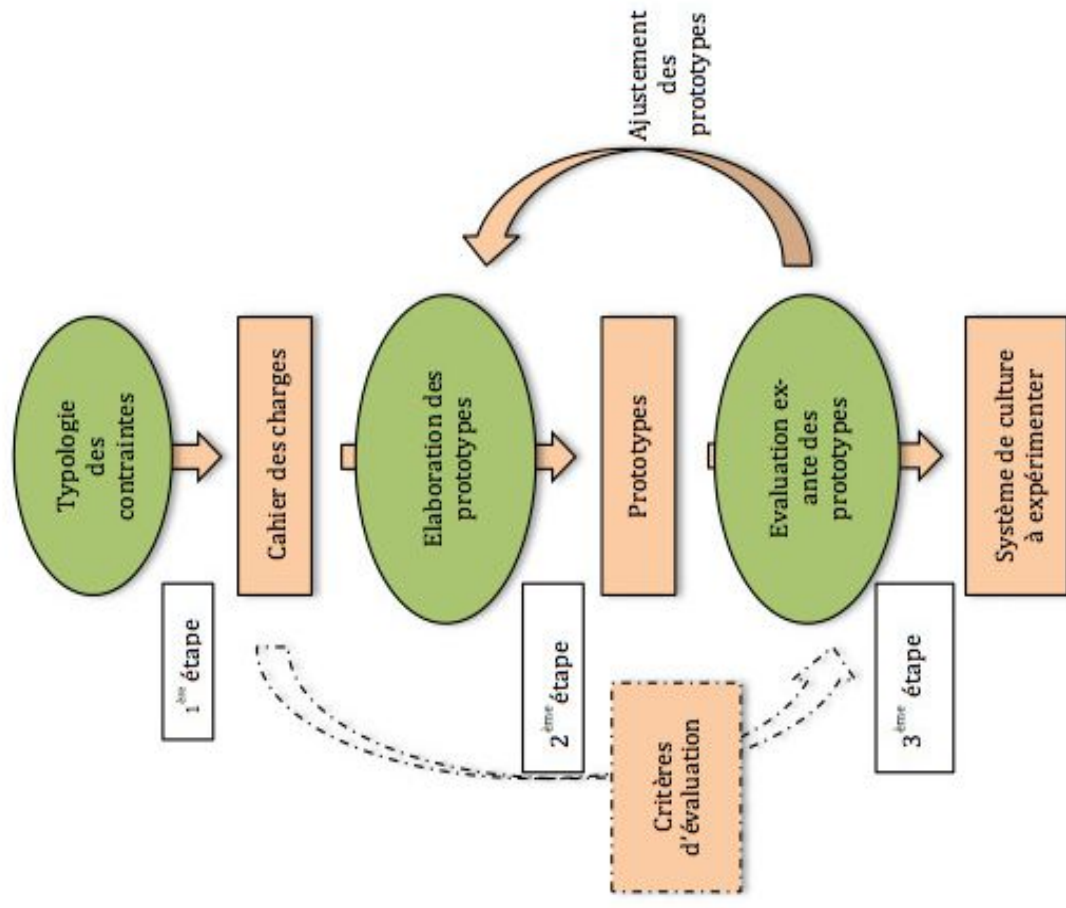 Typologie
des
contraintes
1ère étape
Cahier des charges
Elaboration des
prototypes
2ème étape
Prototypes
Ajustement
des
prototypes
Critères
d'évaluation
Evaluation ex-
ante des
prototypes
3ème étape
Système de culture
à expérimenter